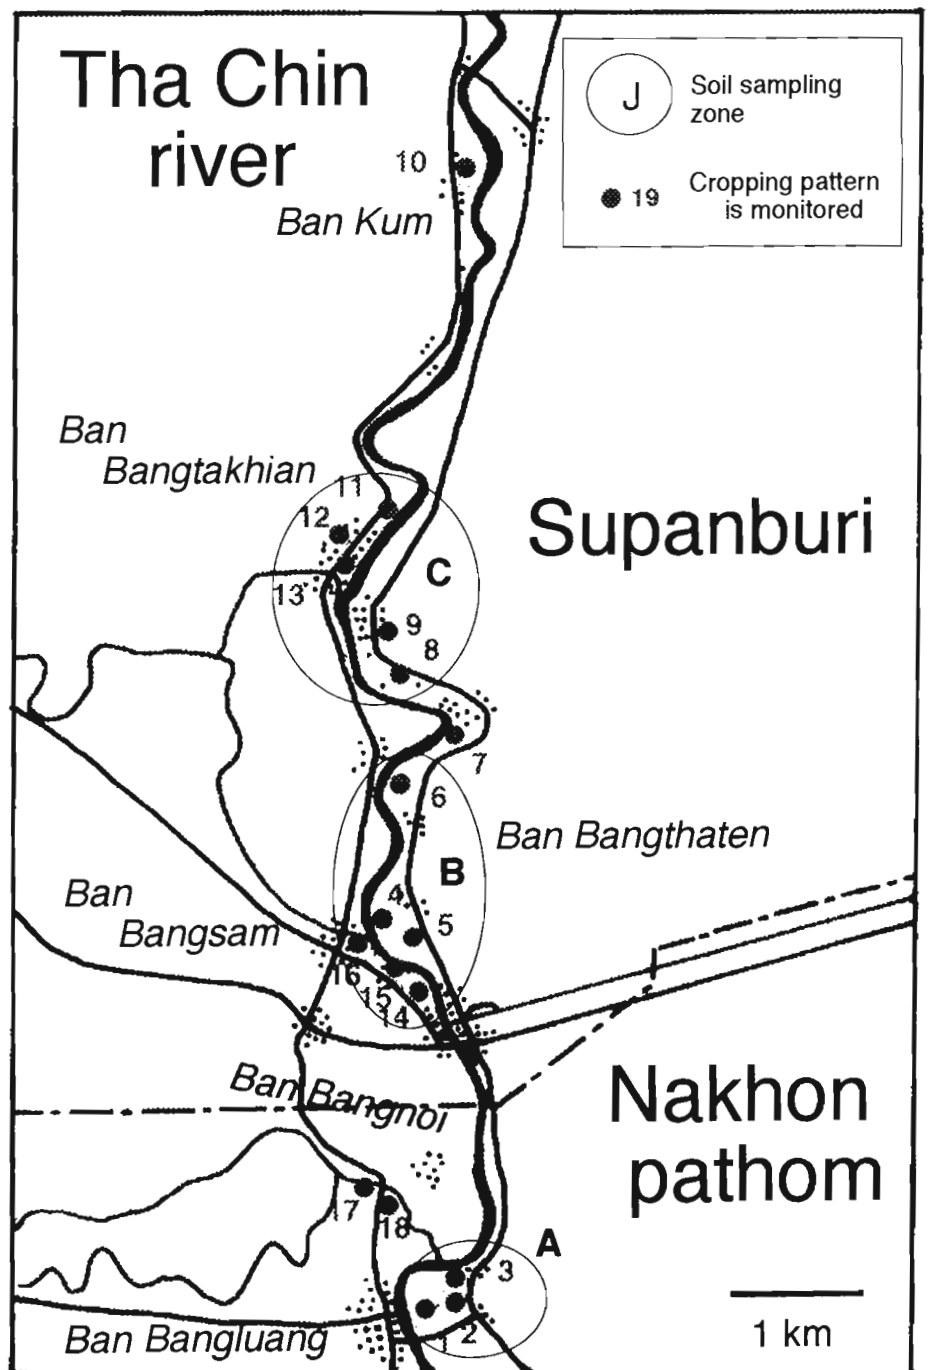 Tha Chin
river
J
Soil sampling
zone
19
Cropping pattern
is monitored
10
Ban Kum
Ban
Bangtakhian
11
12
13
C
9
8
Supanburi
7
6
Ban Bangthaten
B
4
5
Ban
Bangsam
16
15
14
Ban Bangnoi
Nakhon
pathom
17
18
A
3
1
2
Ban Bangluang
1 km